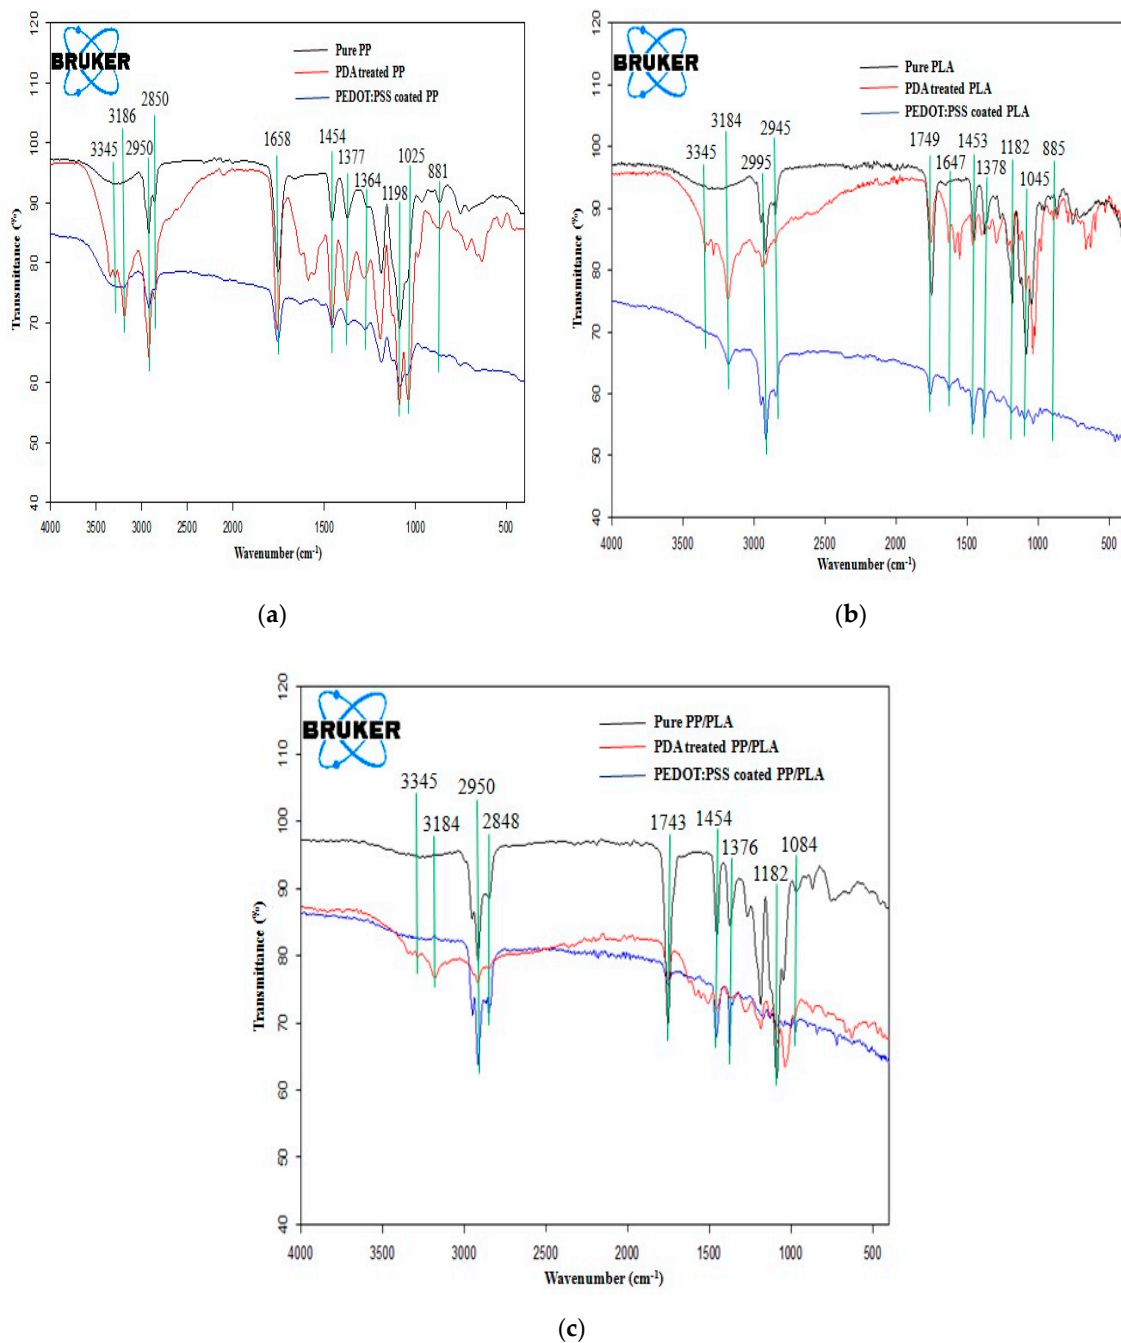 120
110
100
90
80
70
60
50
40
Transmittance (%)
BRUKER
Pure PP
PDA treated PP
PEDOT:PSS coated PP
3345
3186
2950
2850
1658
1454
1377
1364
1198
1025
881
4000 3500 3000 2500 2000 1500 1000 500
Wavenumber (cm-1)
(a)
120
110
100
90
80
70
60
50
40
Transmittance (%)
BRUKER
Pure PLA
PDA treated PLA
PEDOT:PSS coated PLA
3345
3184
2995
2945
1749
1647
1453
1378
1182
1045
885
4000 3500 3000 2500 2000 1500 1000 500
Wavenumber (cm-1)
(b)
120
110
100
90
80
70
60
50
40
Transmittance (%)
BRUKER
Pure PP/PLA
PDA treated PP/PLA
PEDOT:PSS coated PP/PLA
3345
3184
2950
2848
1743
1454
1376
1182
1084
4000 3500 3000 2500 2000 1500 1000 500
Wavenumber (cm-1)
(c)